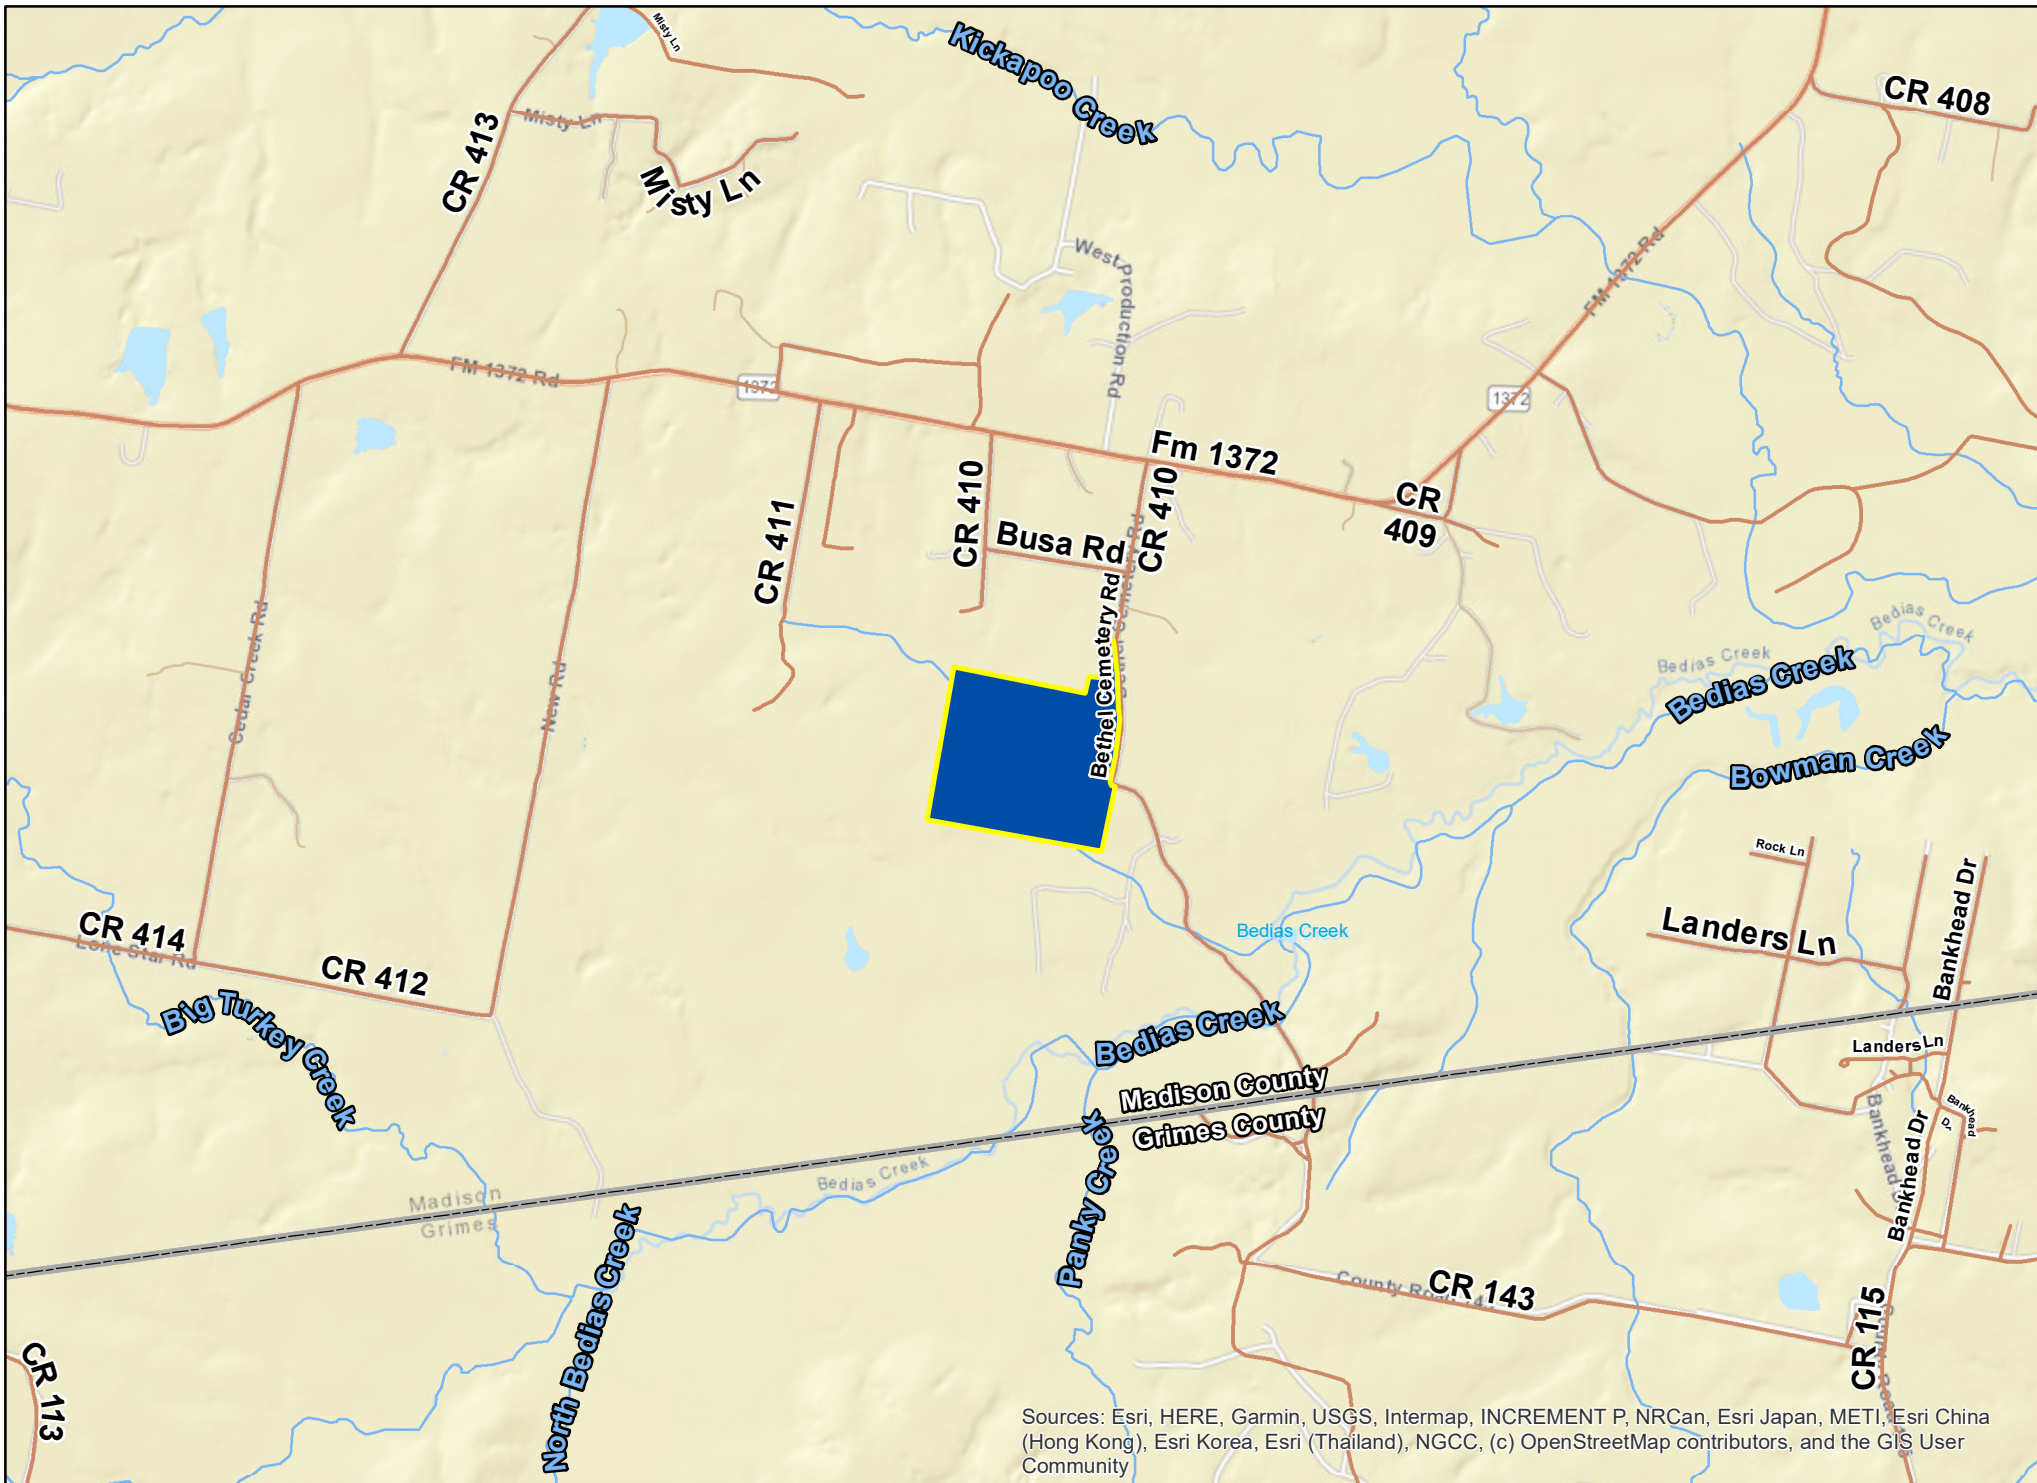 Misty Ln
Kickapoo Creek
CR 408
CR 413
Misty Ln
Misty Ln
West Production Rd
FM 1372 Rd
FM 1372 Rd
1372
1372
Fm 1372
CR 410
CR 410
CR
409
CR 411
Busa Rd
Bethel Cemetery Rd
Cedar Creek Rd
New Rd
Bedias Creek
Bedias Creek
Bedias Creek
Bowman Creek
Rock Ln
Landers Ln
Bankhead Dr
CR 414
Lone Star Rd
CR 412
Bedias Creek
Big Turkey Creek
Bedias Creek
Landers Ln
Madison County
Grimes County
Bankhead
Dr
Bankhead D
Bankhead Dr
Panky Creek
Bedias Creek
Madison
Grimes
North Bedias Creek
County Road
CR 143
CR 115
CR 113
Sources: Esri, HERE, Garmin, USGS, Intermap, INCREMENT P, NRCan, Esri Japan, METI, Esri China
(Hong Kong), Esri Korea, Esri (Thailand), NGCC, (c) OpenStreetMap contributors, and the GIS User
Community